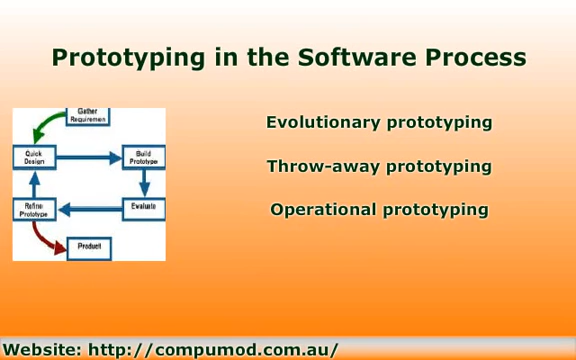 Prototyping in the Software Process
Gather
Requiremen
Quick
Design
Build
Prototype
Refine
Prototype
Evaluate
Product
Evolutionary prototyping
Throw-away prototyping
Operational prototyping
Website: http://compumod.com.au/